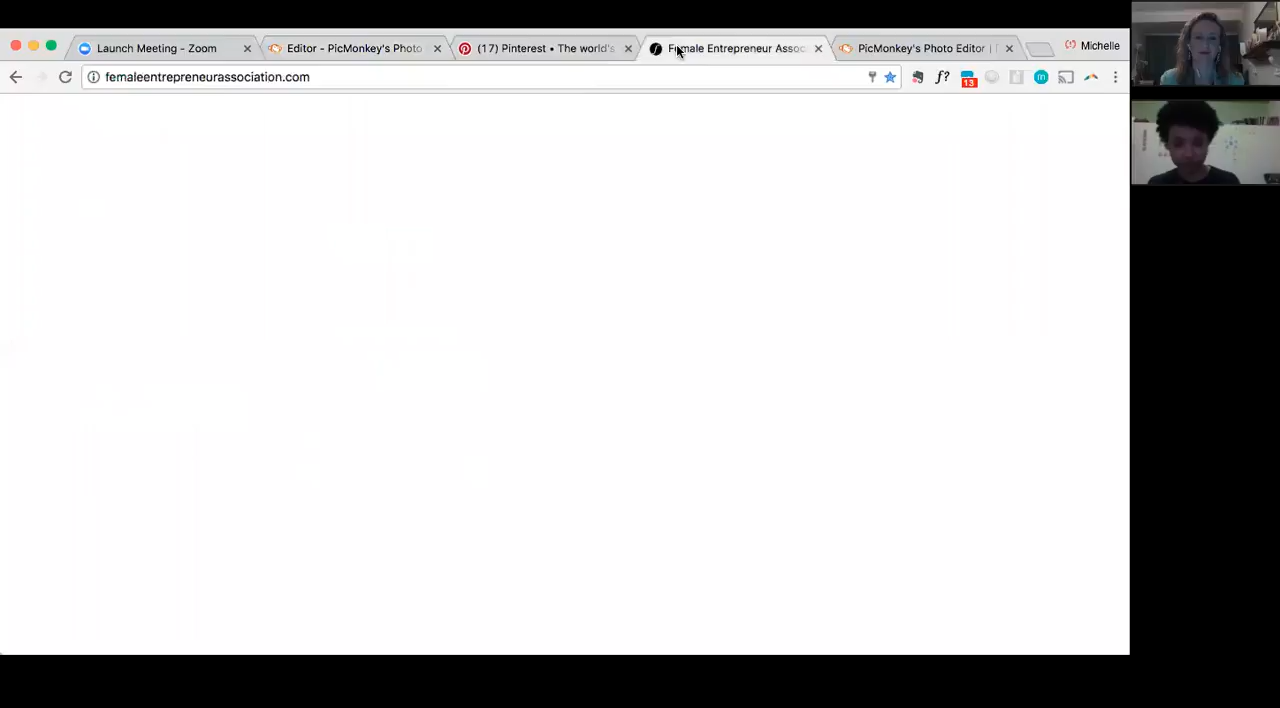 Launch Meeting - Zoom
Editor - PicMonkey's Photo
(17) Pinterest • The world's
Female Entrepreneur Assoc
PicMonkey's Photo Editor |
Michelle
femaleentrepreneurassociation.com
f?
13
m